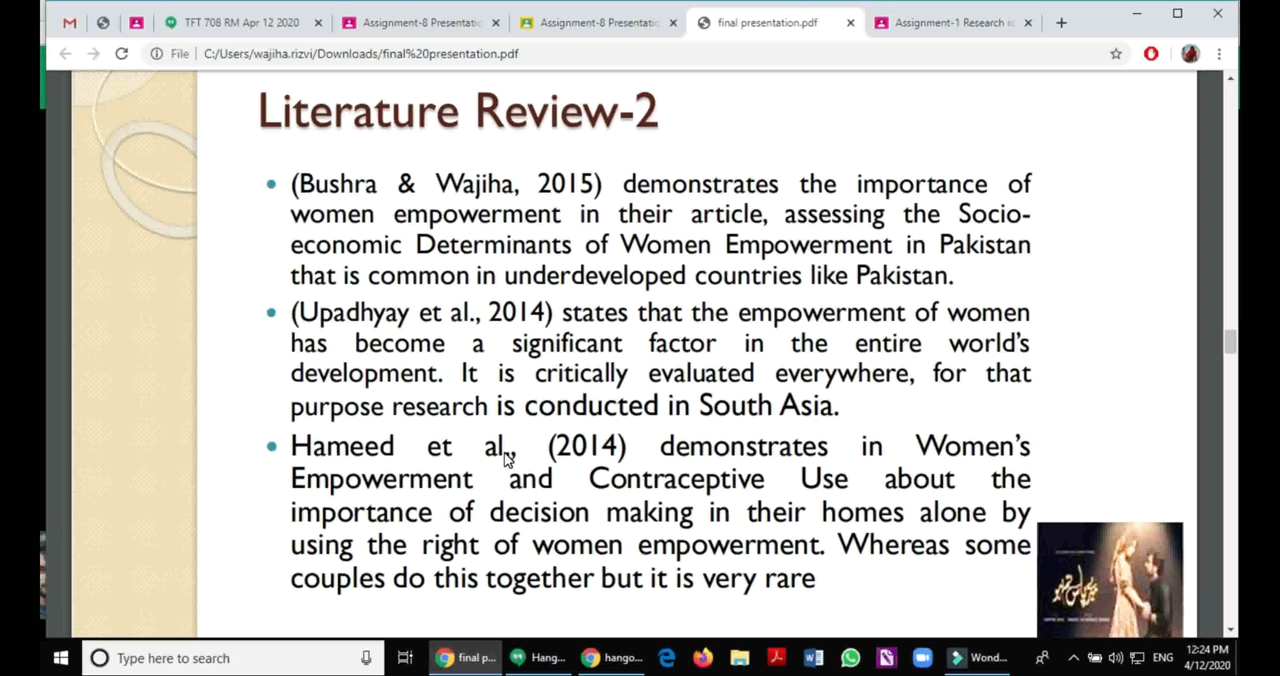 TFT 708 RM Apr 12 2020
Assignment-8 Presentatio
Assignment-8 Presentatio
final presentation.pdf
Assignment-1 Research is
File | C:/Users/wajiha.rizvi/Downloads/final%20presentation.pdf
Literature Review-2
• (Bushra & Wajiha, 2015) demonstrates the importance of
women empowerment in their article, assessing the Socio-
economic Determinants of Women Empowerment in Pakistan
that is common in underdeveloped countries like Pakistan.
• (Upadhyay et al., 2014) states that the empowerment of women
has become a significant factor in the entire world's
development. It is critically evaluated everywhere, for that
purpose research is conducted in South Asia.
• Hameed et al., (2014) demonstrates in Women's
Empowerment and Contraceptive Use about the
importance of decision making in their homes alone by
using the right of women empowerment. Whereas some
couples do this together but it is very rare
Type here to search
final p...
Hang...
hango...
Wond...
ENG
12:24 PM
4/12/2020